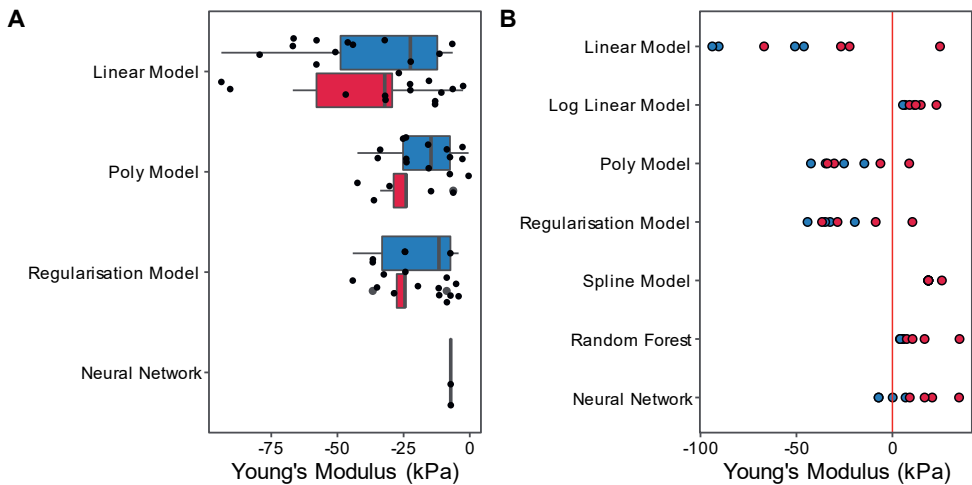 A
Linear Model
Poly Model
Regularisation Model
Neural Network
-75
-50
-25
0
Young's Modulus (kPa)
B
Linear Model
Log Linear Model
Poly Model
Regularisation Model
Spline Model
Random Forest
Neural Network
-100
-50
0
Young's Modulus (kPa)